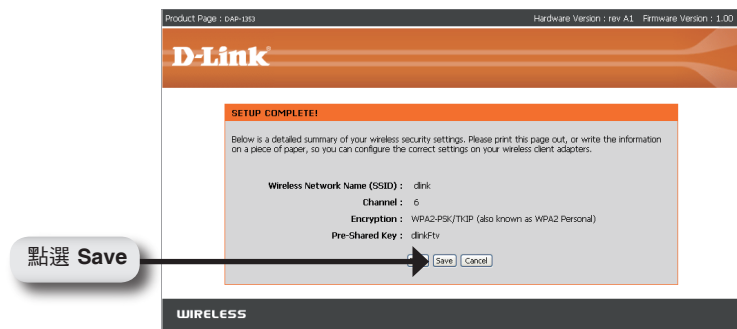 Product Page : DAP-1353 Hardware Version : rev A1 Firmware Version : 1.00
D-Link
SETUP COMPLETE!
Below is a detailed summary of your wireless security settings. Please print this page out, or write the information
on a piece of paper, so you can configure the correct settings on your wireless client adapters.
Wireless Network Name (SSID) : dlink
Channel : 6
Encryption : WPA2-PSK/TKIP (also known as WPA2 Personal)
Pre-Shared Key : dlinkFtv
點選 Save
Save Cancel
WIRELESS